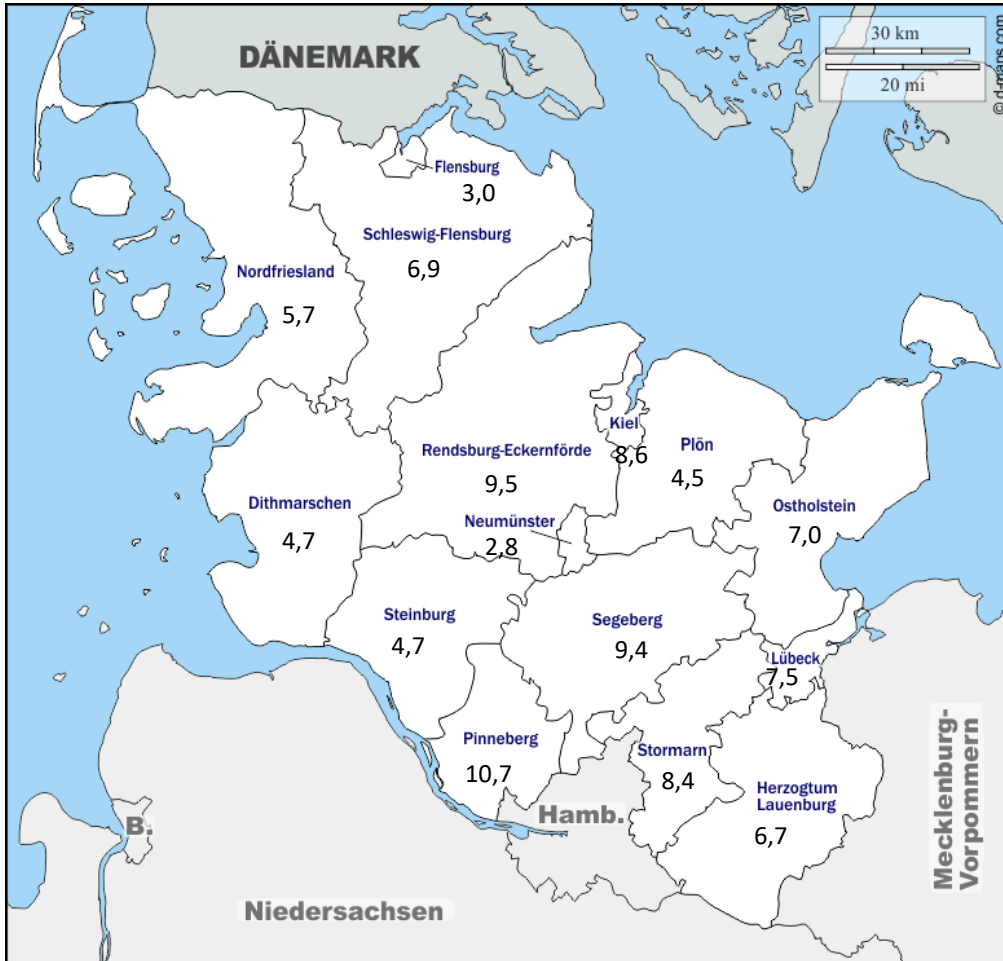 DÄNEMARK
30 km
20 mi
© d-maps.com
Flensburg
3,0
Schleswig-Flensburg
6,9
Nordfriesland
5,7
Kiel
8,6
Rendsburg-Eckernförde
9,5
Plön
4,5
Ostholstein
7,0
Dithmarschen
4,7
Neumünster
2,8
Steinburg
4,7
Segeberg
9,4
Lübeck
7,5
Pinneberg
10,7
Stormarn
8,4
Herzogtum
Lauenburg
6,7
Hamb.
B.
Niedersachsen
Mecklenburg-
Vorpommern